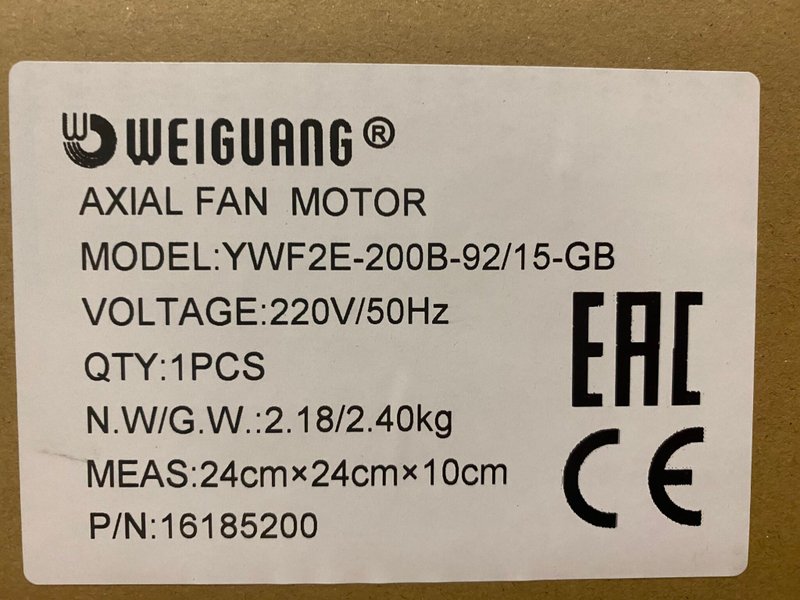 W WEIGUANG®
AXIAL FAN MOTOR
MODEL:YWF2E-200B-92/15-GB
VOLTAGE:220V/50Hz
QTY:1PCS
N.W/G.W.:2.18/2.40kg
MEAS:24cm×24cm×10cm
P/N:16185200
EAC
CE